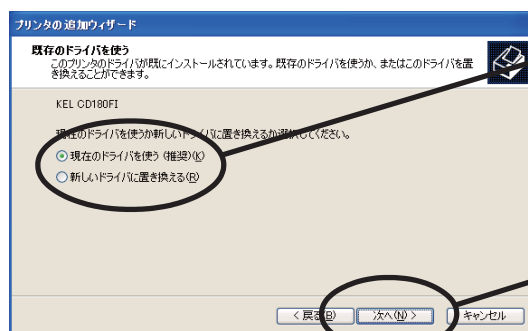 プリンタの追加ウィザード
既存のドライバを使う
このプリンタのドライバが既にインストールされています。既存のドライバを使うか、またはこのドライバを置
き換えることができます。
KEL CD180FI
現在のドライバを使うか新しいドライバに置き換えるか選択してください。
現在のドライバを使う (推奨)(K)
新しいドライバに置き換える(R)
< 戻る(B)
次へ(N) >
キャンセル